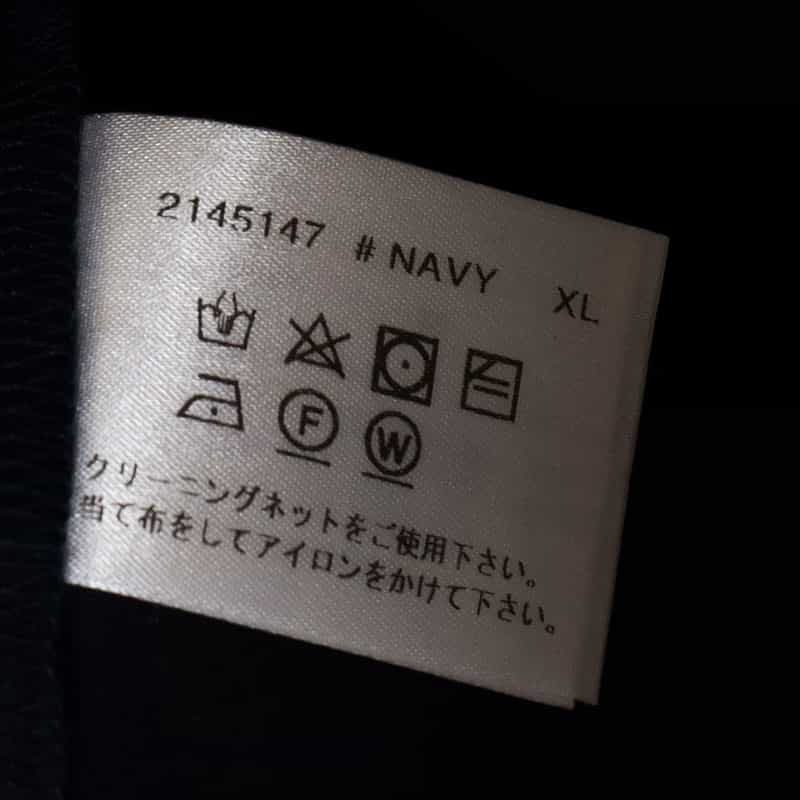 2145147 # NAVY XL
F W
クリーニングネットをご使用下さい。
当て布をしてアイロンをかけて下さい。